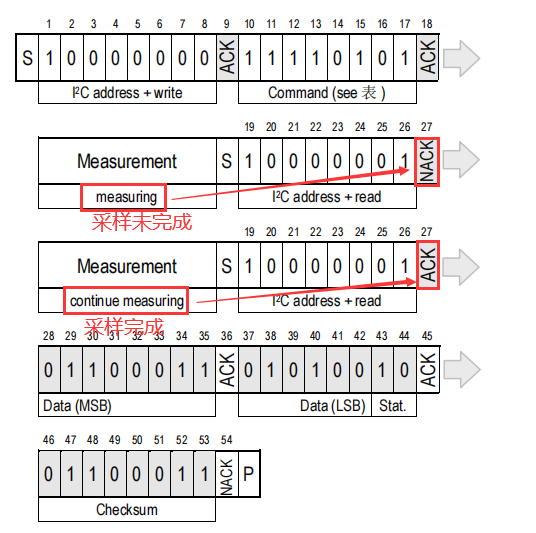 1 2 3 4 5 6 7 8 9 10 11 12 13 14 15 16 17 18
S 1 0 0 0 0 0 0 0 ACK 1 1 1 1 0 1 0 1 ACK
I²C address + write Command (see 表 )
19 20 21 22 23 24 25 26 27
Measurement S 1 0 0 0 0 0 0 1 NACK
measuring I²C address + read
采样未完成
19 20 21 22 23 24 25 26 27
Measurement S 1 0 0 0 0 0 0 1 ACK
continue measuring I²C address + read
采样完成
28 29 30 31 32 33 34 35 36 37 38 39 40 41 42 43 44 45
0 1 1 0 0 0 1 1 ACK 0 1 0 1 0 0 1 0 ACK
Data (MSB) Data (LSB) Stat.
46 47 48 49 50 51 52 53 54
0 1 1 0 0 0 1 1 NACK P
Checksum